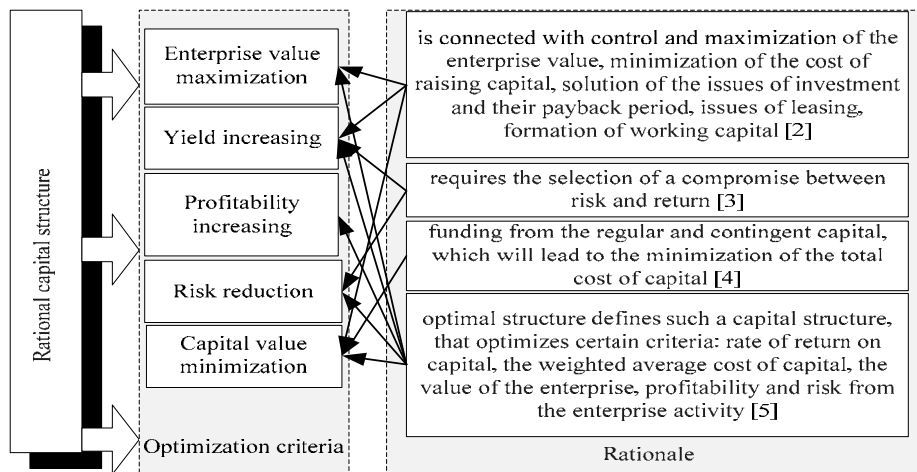 Rational capital structure
Enterprise value
maximization
Yield increasing
Profitability
increasing
Risk reduction
Capital value
minimization
Optimization criteria
is connected with control and maximization of the
enterprise value, minimization of the cost of
raising capital, solution of the issues of investment
and their payback period, issues of leasing,
formation of working capital [2]
requires the selection of a compromise between
risk and return [3]
funding from the regular and contingent capital,
which will lead to the minimization of the total
cost of capital [4]
optimal structure defines such a capital structure,
that optimizes certain criteria: rate of return on
capital, the weighted average cost of capital, the
value of the enterprise, profitability and risk from
the enterprise activity [5]
Rationale